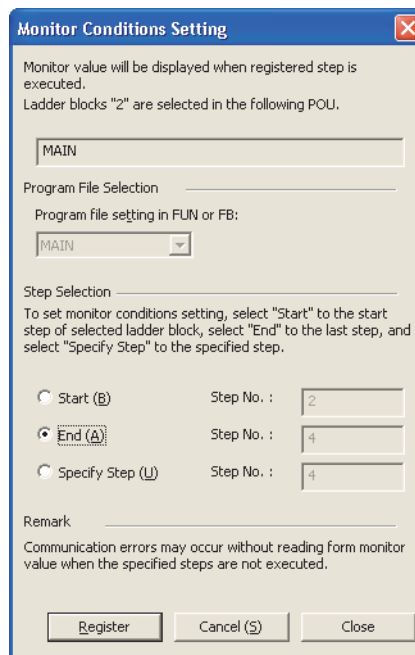 Monitor Conditions Setting
Monitor value will be displayed when registered step is
executed.
Ladder blocks "2" are selected in the following POU.
MAIN
Program File Selection
Program file setting in FUN or FB:
MAIN
Step Selection
To set monitor conditions setting, select "Start" to the start
step of selected ladder block, select "End" to the last step, and
select "Specify Step" to the specified step.
Start (B) Step No. : 2
End (A) Step No. : 4
Specify Step (U) Step No. : 4
Remark
Communication errors may occur without reading form monitor
value when the specified steps are not executed.
Register Cancel (S) Close